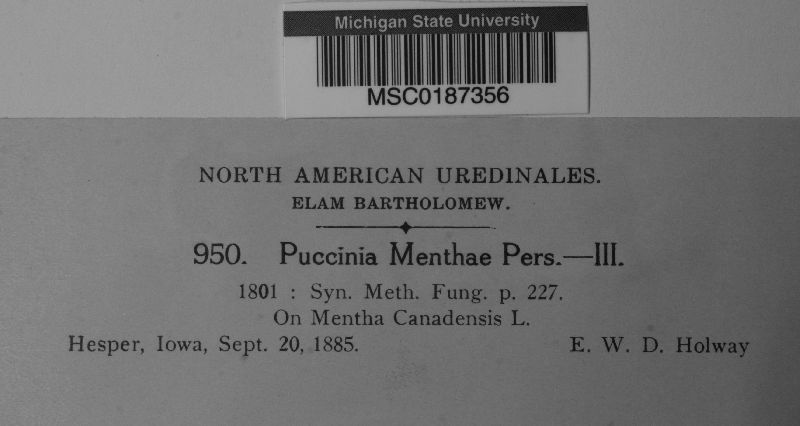 Michigan State University
MSC0187356
NORTH AMERICAN UREDINALES.
ELAM BARTHOLOMEW.
950. Puccinia Menthae Pers.—III.
1801 : Syn. Meth. Fung. p. 227.
On Mentha Canadensis L.
Hesper, Iowa, Sept. 20, 1885. E. W. D. Holway